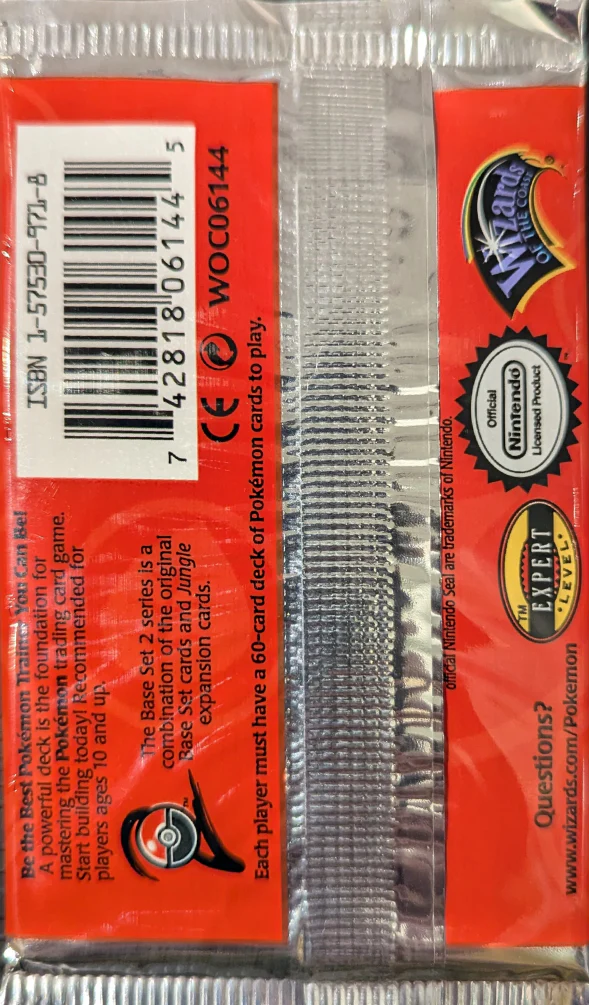 Be the Best Pokémon Trainer You Can Be!
A powerful deck is the foundation for
mastering the Pokémon trading card game.
Start building today! Recommended for
players ages 10 and up.
The Base Set 2 series is a
combination of the original
Base Set cards and Jungle
expansion cards.
2
TM
Each player must have a 60-card deck of Pokémon cards to play.
ISBN 1-57530-971-8
7 42818 06144 5
CE WOC06144
official Nintendo Seal are trademarks of Nintendo.
Questions?
www.wizards.com/Pokemon
TM
EXPERT
LEVEL
Official
Nintendo
Licensed Product
Wizards
OF THE COAST